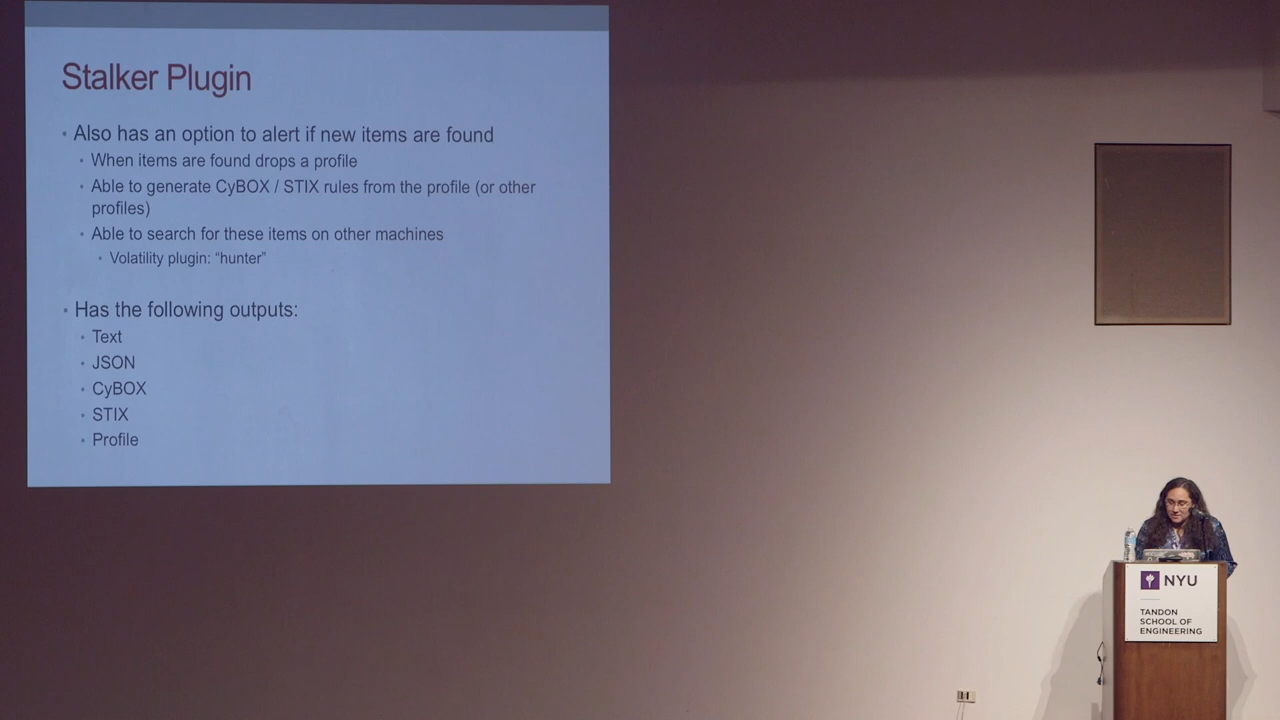 Stalker Plugin
• Also has an option to alert if new items are found
• When items are found drops a profile
• Able to generate CyBOX / STIX rules from the profile (or other
profiles)
• Able to search for these items on other machines
• Volatility plugin: “hunter”
• Has the following outputs:
• Text
• JSON
• CyBOX
• STIX
• Profile
NYU
TANDON
SCHOOL OF
ENGINEERING